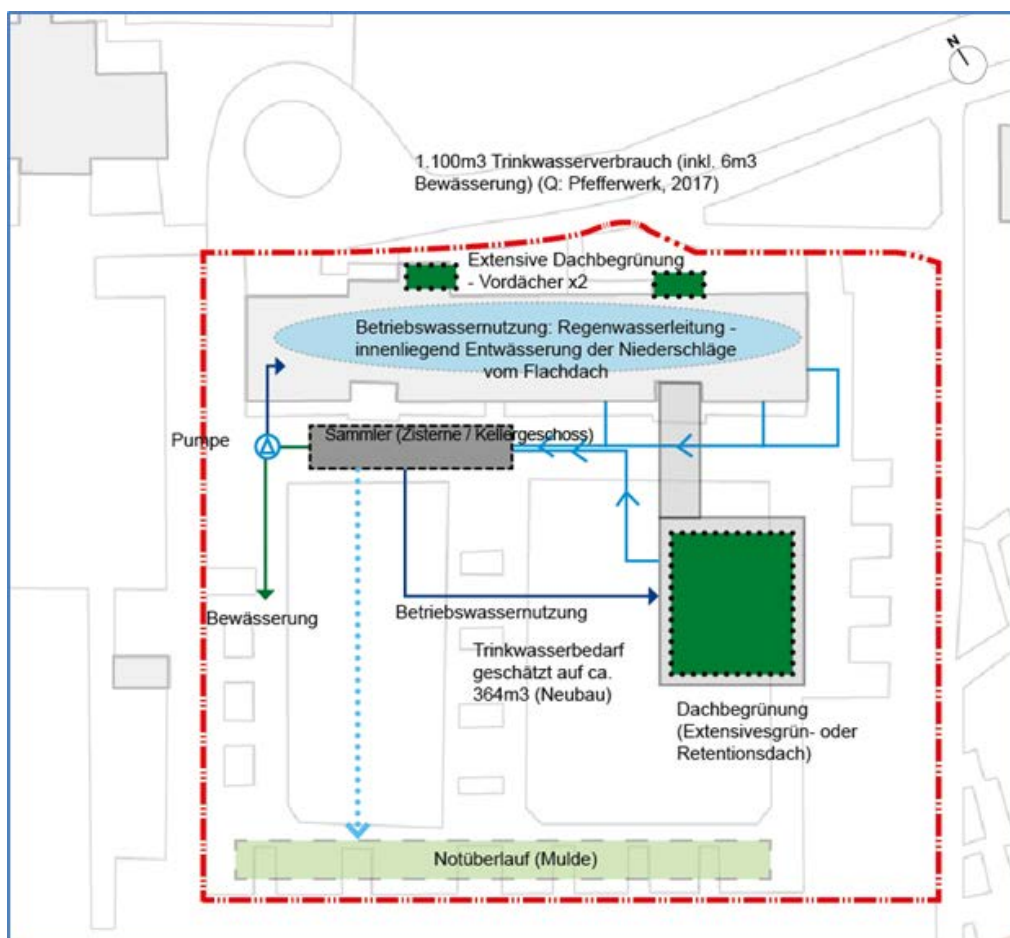 N
1.100m3 Trinkwasserverbrauch (inkl. 6m3
Bewässerung) (Q: Pfefferwerk, 2017)
Extensive Dachbegrünung
- Vordächer x2
Betriebswassernutzung: Regenwasserleitung -
innenliegend Entwässerung der Niederschläge
vom Flachdach
Pumpe
Sammler (Zisterne / Kellergeschoss)
Bewässerung
Betriebswassernutzung
Trinkwasserbedarf
geschätzt auf ca.
364m3 (Neubau)
Dachbegrünung
(Extensivesgrün- oder
Retentionsdach)
Notüberlauf (Mulde)